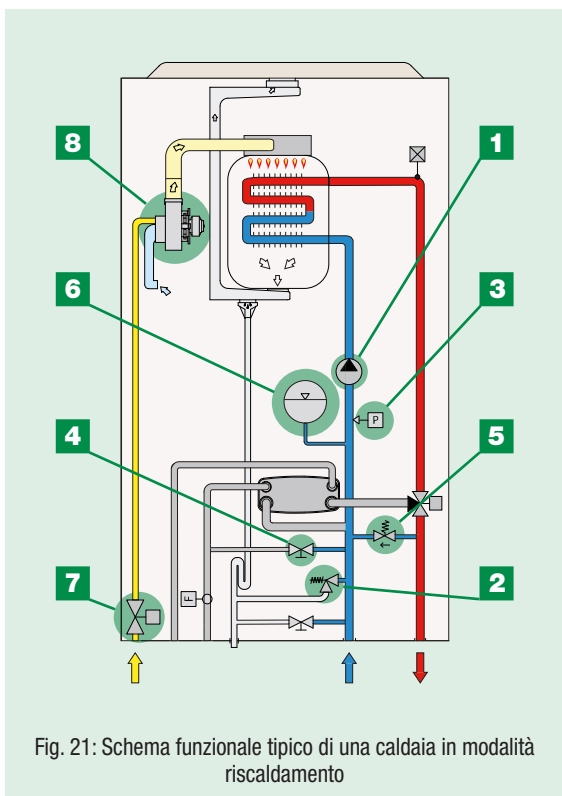 8
1
6
3
P
4
5
7
F
2
Fig. 21: Schema funzionale tipico di una caldaia in modalità
riscaldamento